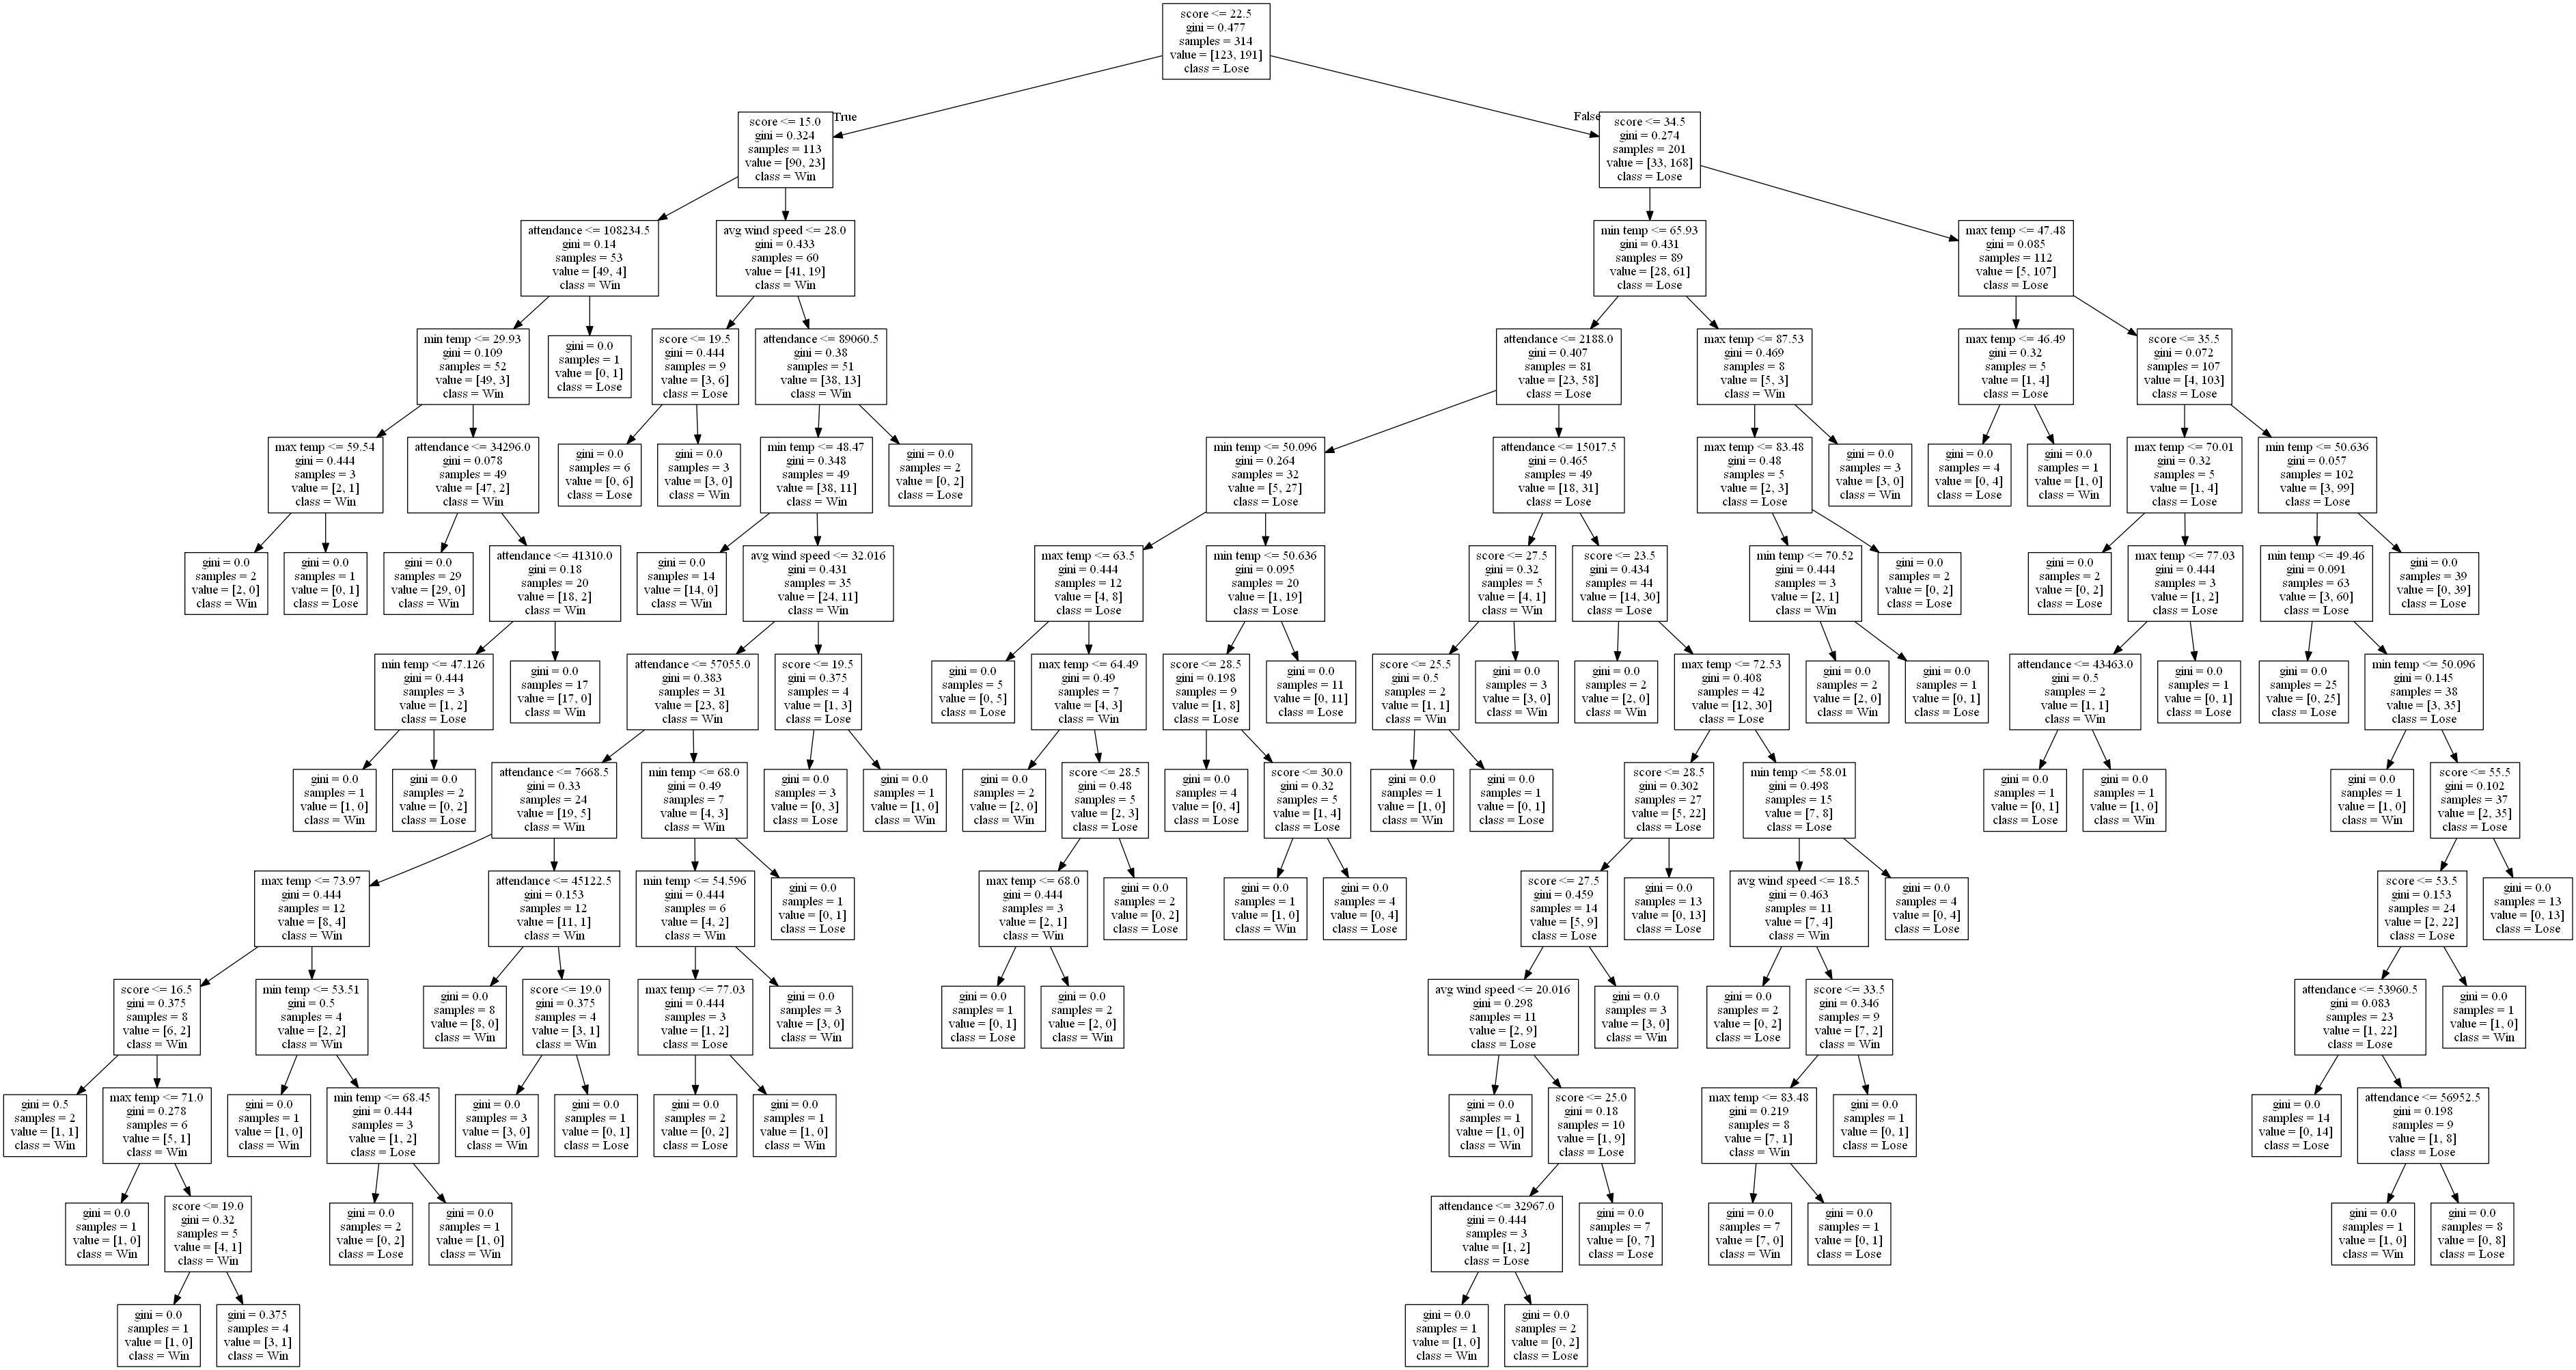 score <= 22.5
gini = 0.477
samples = 314
value = [123, 191]
class = Lose
True
False
score <= 15.0
gini = 0.324
samples = 113
value = [90, 23]
class = Win
score <= 34.5
gini = 0.274
samples = 201
value = [33, 168]
class = Lose
attendance <= 108234.5
gini = 0.14
samples = 53
value = [49, 4]
class = Win
avg wind speed <= 28.0
gini = 0.433
samples = 60
value = [41, 19]
class = Win
min temp <= 65.93
gini = 0.431
samples = 89
value = [28, 61]
class = Lose
max temp <= 47.48
gini = 0.085
samples = 112
value = [5, 107]
class = Lose
min temp <= 29.93
gini = 0.109
samples = 52
value = [49, 3]
class = Win
gini = 0.0
samples = 1
value = [0, 1]
class = Lose
score <= 19.5
gini = 0.444
samples = 9
value = [3, 6]
class = Lose
attendance <= 89060.5
gini = 0.38
samples = 51
value = [38, 13]
class = Win
attendance <= 2188.0
gini = 0.407
samples = 81
value = [23, 58]
class = Lose
max temp <= 87.53
gini = 0.469
samples = 8
value = [5, 3]
class = Win
max temp <= 46.49
gini = 0.32
samples = 5
value = [1, 4]
class = Lose
score <= 35.5
gini = 0.072
samples = 107
value = [4, 103]
class = Lose
max temp <= 59.54
gini = 0.444
samples = 3
value = [2, 1]
class = Win
attendance <= 34296.0
gini = 0.078
samples = 49
value = [47, 2]
class = Win
gini = 0.0
samples = 6
value = [0, 6]
class = Lose
gini = 0.0
samples = 3
value = [3, 0]
class = Win
min temp <= 48.47
gini = 0.348
samples = 49
value = [38, 11]
class = Win
gini = 0.0
samples = 2
value = [0, 2]
class = Lose
min temp <= 50.096
gini = 0.264
samples = 32
value = [5, 27]
class = Lose
attendance <= 15017.5
gini = 0.465
samples = 49
value = [18, 31]
class = Lose
max temp <= 83.48
gini = 0.48
samples = 5
value = [2, 3]
class = Lose
gini = 0.0
samples = 3
value = [3, 0]
class = Win
gini = 0.0
samples = 4
value = [0, 4]
class = Lose
gini = 0.0
samples = 1
value = [1, 0]
class = Win
max temp <= 70.01
gini = 0.32
samples = 5
value = [1, 4]
class = Lose
min temp <= 50.636
gini = 0.057
samples = 102
value = [3, 99]
class = Lose
gini = 0.0
samples = 2
value = [2, 0]
class = Win
gini = 0.0
samples = 1
value = [0, 1]
class = Lose
gini = 0.0
samples = 29
value = [29, 0]
class = Win
attendance <= 41310.0
gini = 0.18
samples = 20
value = [18, 2]
class = Win
gini = 0.0
samples = 14
value = [14, 0]
class = Win
avg wind speed <= 32.016
gini = 0.431
samples = 35
value = [24, 11]
class = Win
max temp <= 63.5
gini = 0.444
samples = 12
value = [4, 8]
class = Lose
min temp <= 50.636
gini = 0.095
samples = 20
value = [1, 19]
class = Lose
score <= 27.5
gini = 0.32
samples = 5
value = [4, 1]
class = Win
score <= 23.5
gini = 0.434
samples = 44
value = [14, 30]
class = Lose
min temp <= 70.52
gini = 0.444
samples = 3
value = [2, 1]
class = Win
gini = 0.0
samples = 2
value = [0, 2]
class = Lose
gini = 0.0
samples = 2
value = [0, 2]
class = Lose
max temp <= 77.03
gini = 0.444
samples = 3
value = [1, 2]
class = Lose
min temp <= 49.46
gini = 0.091
samples = 63
value = [3, 60]
class = Lose
gini = 0.0
samples = 39
value = [0, 39]
class = Lose
min temp <= 47.126
gini = 0.444
samples = 3
value = [1, 2]
class = Lose
gini = 0.0
samples = 17
value = [17, 0]
class = Win
attendance <= 57055.0
gini = 0.383
samples = 31
value = [23, 8]
class = Win
score <= 19.5
gini = 0.375
samples = 4
value = [1, 3]
class = Lose
gini = 0.0
samples = 5
value = [0, 5]
class = Lose
max temp <= 64.49
gini = 0.49
samples = 7
value = [4, 3]
class = Win
score <= 28.5
gini = 0.198
samples = 9
value = [1, 8]
class = Lose
gini = 0.0
samples = 11
value = [0, 11]
class = Lose
score <= 25.5
gini = 0.5
samples = 2
value = [1, 1]
class = Win
gini = 0.0
samples = 3
value = [3, 0]
class = Win
gini = 0.0
samples = 2
value = [2, 0]
class = Win
max temp <= 72.53
gini = 0.408
samples = 42
value = [12, 30]
class = Lose
gini = 0.0
samples = 2
value = [2, 0]
class = Win
gini = 0.0
samples = 1
value = [0, 1]
class = Lose
attendance <= 43463.0
gini = 0.5
samples = 2
value = [1, 1]
class = Win
gini = 0.0
samples = 1
value = [0, 1]
class = Lose
gini = 0.0
samples = 25
value = [0, 25]
class = Lose
min temp <= 50.096
gini = 0.145
samples = 38
value = [3, 35]
class = Lose
gini = 0.0
samples = 1
value = [1, 0]
class = Win
gini = 0.0
samples = 2
value = [0, 2]
class = Lose
attendance <= 7668.5
gini = 0.33
samples = 24
value = [19, 5]
class = Win
min temp <= 68.0
gini = 0.49
samples = 7
value = [4, 3]
class = Win
gini = 0.0
samples = 3
value = [0, 3]
class = Lose
gini = 0.0
samples = 1
value = [1, 0]
class = Win
gini = 0.0
samples = 2
value = [2, 0]
class = Win
score <= 28.5
gini = 0.48
samples = 5
value = [2, 3]
class = Lose
gini = 0.0
samples = 4
value = [0, 4]
class = Lose
score <= 30.0
gini = 0.32
samples = 5
value = [1, 4]
class = Lose
gini = 0.0
samples = 1
value = [1, 0]
class = Win
gini = 0.0
samples = 1
value = [0, 1]
class = Lose
score <= 28.5
gini = 0.302
samples = 27
value = [5, 22]
class = Lose
min temp <= 58.01
gini = 0.498
samples = 15
value = [7, 8]
class = Lose
gini = 0.0
samples = 1
value = [0, 1]
class = Lose
gini = 0.0
samples = 1
value = [1, 0]
class = Win
gini = 0.0
samples = 1
value = [1, 0]
class = Win
score <= 55.5
gini = 0.102
samples = 37
value = [2, 35]
class = Lose
max temp <= 73.97
gini = 0.444
samples = 12
value = [8, 4]
class = Win
attendance <= 45122.5
gini = 0.153
samples = 12
value = [11, 1]
class = Win
min temp <= 54.596
gini = 0.444
samples = 6
value = [4, 2]
class = Win
gini = 0.0
samples = 1
value = [0, 1]
class = Lose
max temp <= 68.0
gini = 0.444
samples = 3
value = [2, 1]
class = Win
gini = 0.0
samples = 2
value = [0, 2]
class = Lose
gini = 0.0
samples = 1
value = [1, 0]
class = Win
gini = 0.0
samples = 4
value = [0, 4]
class = Lose
score <= 27.5
gini = 0.459
samples = 14
value = [5, 9]
class = Lose
gini = 0.0
samples = 13
value = [0, 13]
class = Lose
avg wind speed <= 18.5
gini = 0.463
samples = 11
value = [7, 4]
class = Win
gini = 0.0
samples = 4
value = [0, 4]
class = Lose
score <= 53.5
gini = 0.153
samples = 24
value = [2, 22]
class = Lose
gini = 0.0
samples = 13
value = [0, 13]
class = Lose
score <= 16.5
gini = 0.375
samples = 8
value = [6, 2]
class = Win
min temp <= 53.51
gini = 0.5
samples = 4
value = [2, 2]
class = Win
gini = 0.0
samples = 8
value = [8, 0]
class = Win
score <= 19.0
gini = 0.375
samples = 4
value = [3, 1]
class = Win
max temp <= 77.03
gini = 0.444
samples = 3
value = [1, 2]
class = Lose
gini = 0.0
samples = 3
value = [3, 0]
class = Win
gini = 0.0
samples = 1
value = [0, 1]
class = Lose
gini = 0.0
samples = 2
value = [2, 0]
class = Win
avg wind speed <= 20.016
gini = 0.298
samples = 11
value = [2, 9]
class = Lose
gini = 0.0
samples = 3
value = [3, 0]
class = Win
gini = 0.0
samples = 2
value = [0, 2]
class = Lose
score <= 33.5
gini = 0.346
samples = 9
value = [7, 2]
class = Win
attendance <= 53960.5
gini = 0.083
samples = 23
value = [1, 22]
class = Lose
gini = 0.0
samples = 1
value = [1, 0]
class = Win
gini = 0.5
samples = 2
value = [1, 1]
class = Win
max temp <= 71.0
gini = 0.278
samples = 6
value = [5, 1]
class = Win
gini = 0.0
samples = 1
value = [1, 0]
class = Win
min temp <= 68.45
gini = 0.444
samples = 3
value = [1, 2]
class = Lose
gini = 0.0
samples = 3
value = [3, 0]
class = Win
gini = 0.0
samples = 1
value = [0, 1]
class = Lose
gini = 0.0
samples = 2
value = [0, 2]
class = Lose
gini = 0.0
samples = 1
value = [1, 0]
class = Win
gini = 0.0
samples = 1
value = [1, 0]
class = Win
score <= 25.0
gini = 0.18
samples = 10
value = [1, 9]
class = Lose
max temp <= 83.48
gini = 0.219
samples = 8
value = [7, 1]
class = Win
gini = 0.0
samples = 1
value = [0, 1]
class = Lose
gini = 0.0
samples = 14
value = [0, 14]
class = Lose
attendance <= 56952.5
gini = 0.198
samples = 9
value = [1, 8]
class = Lose
gini = 0.0
samples = 1
value = [1, 0]
class = Win
score <= 19.0
gini = 0.32
samples = 5
value = [4, 1]
class = Win
gini = 0.0
samples = 2
value = [0, 2]
class = Lose
gini = 0.0
samples = 1
value = [1, 0]
class = Win
attendance <= 32967.0
gini = 0.444
samples = 3
value = [1, 2]
class = Lose
gini = 0.0
samples = 7
value = [0, 7]
class = Lose
gini = 0.0
samples = 7
value = [7, 0]
class = Win
gini = 0.0
samples = 1
value = [0, 1]
class = Lose
gini = 0.0
samples = 1
value = [1, 0]
class = Win
gini = 0.0
samples = 8
value = [0, 8]
class = Lose
gini = 0.0
samples = 1
value = [1, 0]
class = Win
gini = 0.375
samples = 4
value = [3, 1]
class = Win
gini = 0.0
samples = 1
value = [1, 0]
class = Win
gini = 0.0
samples = 2
value = [0, 2]
class = Lose